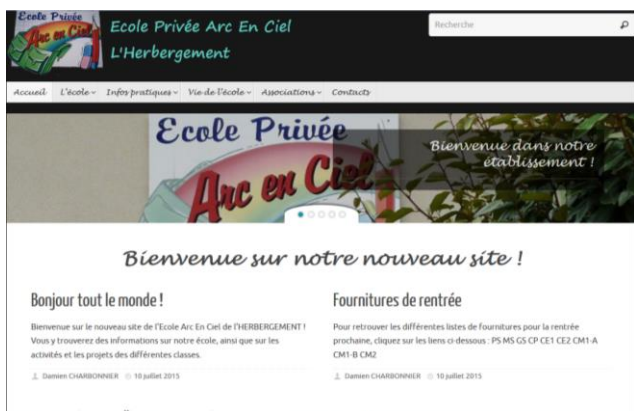 Ecole Privée
Arc en Ciel
Ecole Privée Arc En Ciel
L'Herbergement
Recherche
Accueil L'école Infos pratiques Vie de l'école Associations Contacts
Ecole Privée
Arc en Ciel
Bienvenue dans notre
établissement !
Bienvenue sur notre nouveau site !
Bonjour tout le monde !
Bienvenue sur le nouveau site de l'Ecole Arc En Ciel de l'HERBERGEMENT !
Vous y trouverez des informations sur notre école, ainsi que sur les
activités et les projets des différentes classes.
Damien CHARBONNIER 10 juillet 2015
Fournitures de rentrée
Pour retrouver les différentes listes de fournitures pour la rentrée
prochaine, cliquez sur les liens ci-dessous : PS MS GS CP CE1 CE2 CM1-A
CM1-B CM2
Damien CHARBONNIER 10 juillet 2015